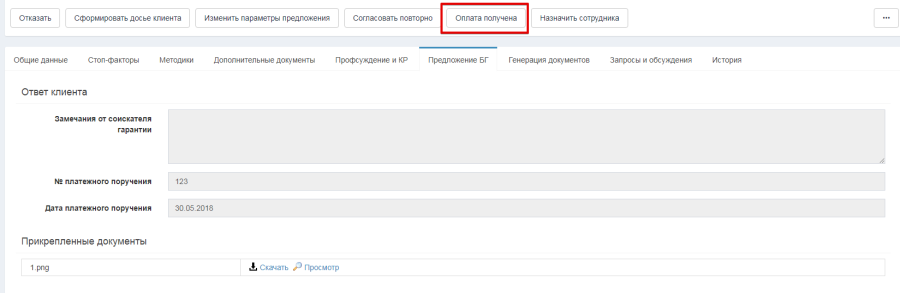 Отказать Сформировать досье клиента Изменить параметры предложения Согласовать повторно Оплата получена Назначить сотрудника ...
Общие данные Стоп-факторы Методики Дополнительные документы Профсуждение и КР Предложение БГ Генерация документов Запросы и обсуждения История
Ответ клиента
Замечания от соискателя
гарантии
№ платежного поручения 123
Дата платежного поручения 30.05.2018
Прикрепленные документы
1.png Скачать Просмотр